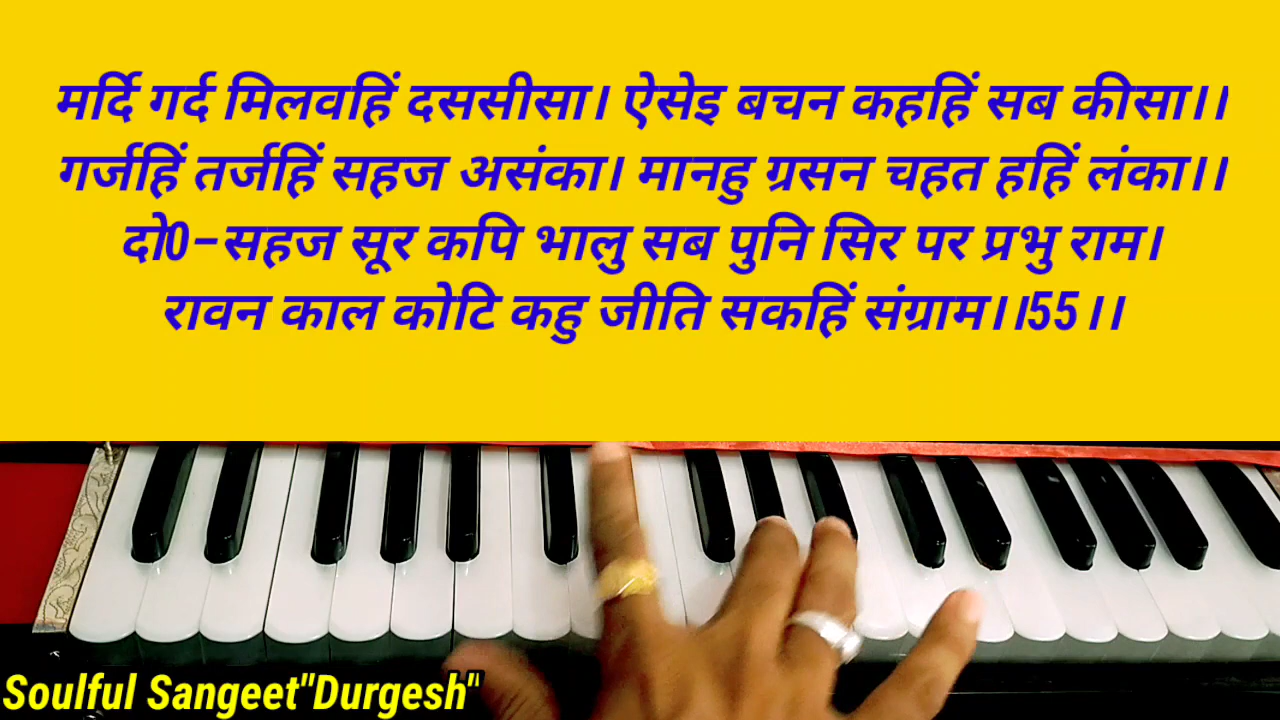 मर्दि गर्द मिलवहिं दससीसा। ऐसेइ बचन कहहिं सब कीसा।।
गर्जहिं तर्जहिं सहज असंका। मानहु ग्रसन चहत हहिं लंका।।
दो0-सहज सूर कपि भालु सब पुनि सिर पर प्रभु राम।
रावन काल कोटि कहु जीति सकहिं संग्राम।।55।।
Soulful Sangeet"Durgesh"